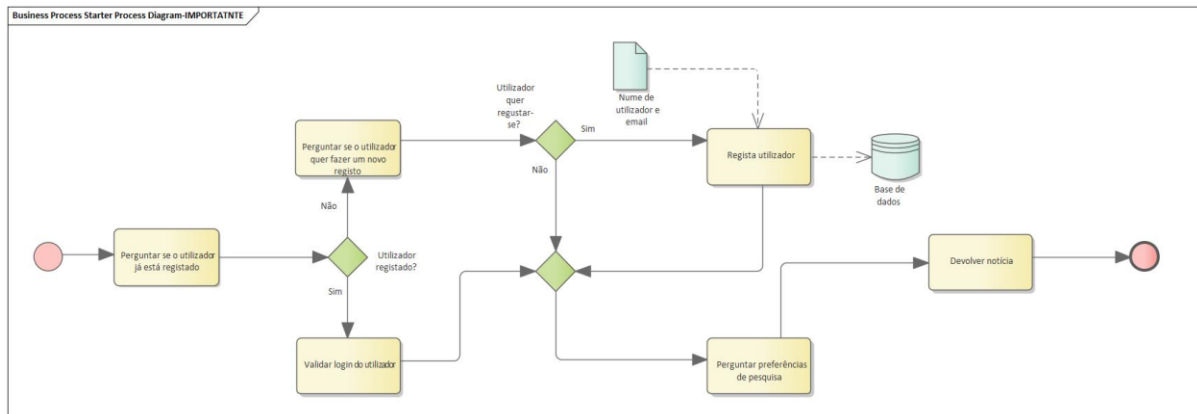 Business Process Starter Process Diagram-IMPORTATNTE
Utilizador
quer
regustar-
se?
Sim
Não
Nume de
utilizador e
email
Perguntar se o utilizador
quer fazer um novo
registo
Regista utilizador
Base de
dados
Não
Perguntar se o utilizador
já está registado
Utilizador
registado?
Sim
Devolver notícia
Validar login do utilizador
Perguntar preferências
de pesquisa